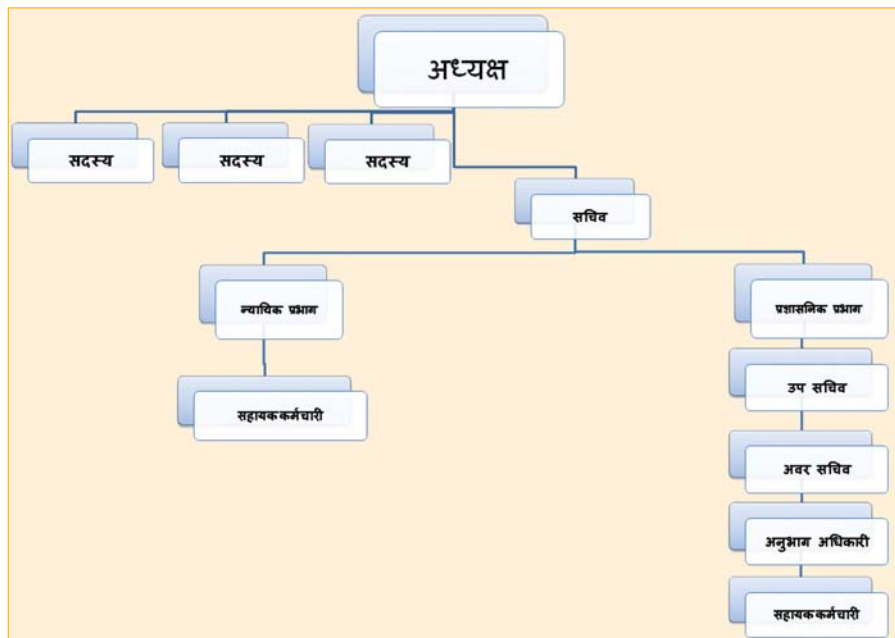 अध्यक्ष
सदस्य
सदस्य
सदस्य
सचिव
न्यायिक प्रभाग
प्रशासनिक प्रभाग
उप सचिव
सहायककर्मचारी
अवर सचिव
अनुभाग अधिकारी
सहायककर्मचारी